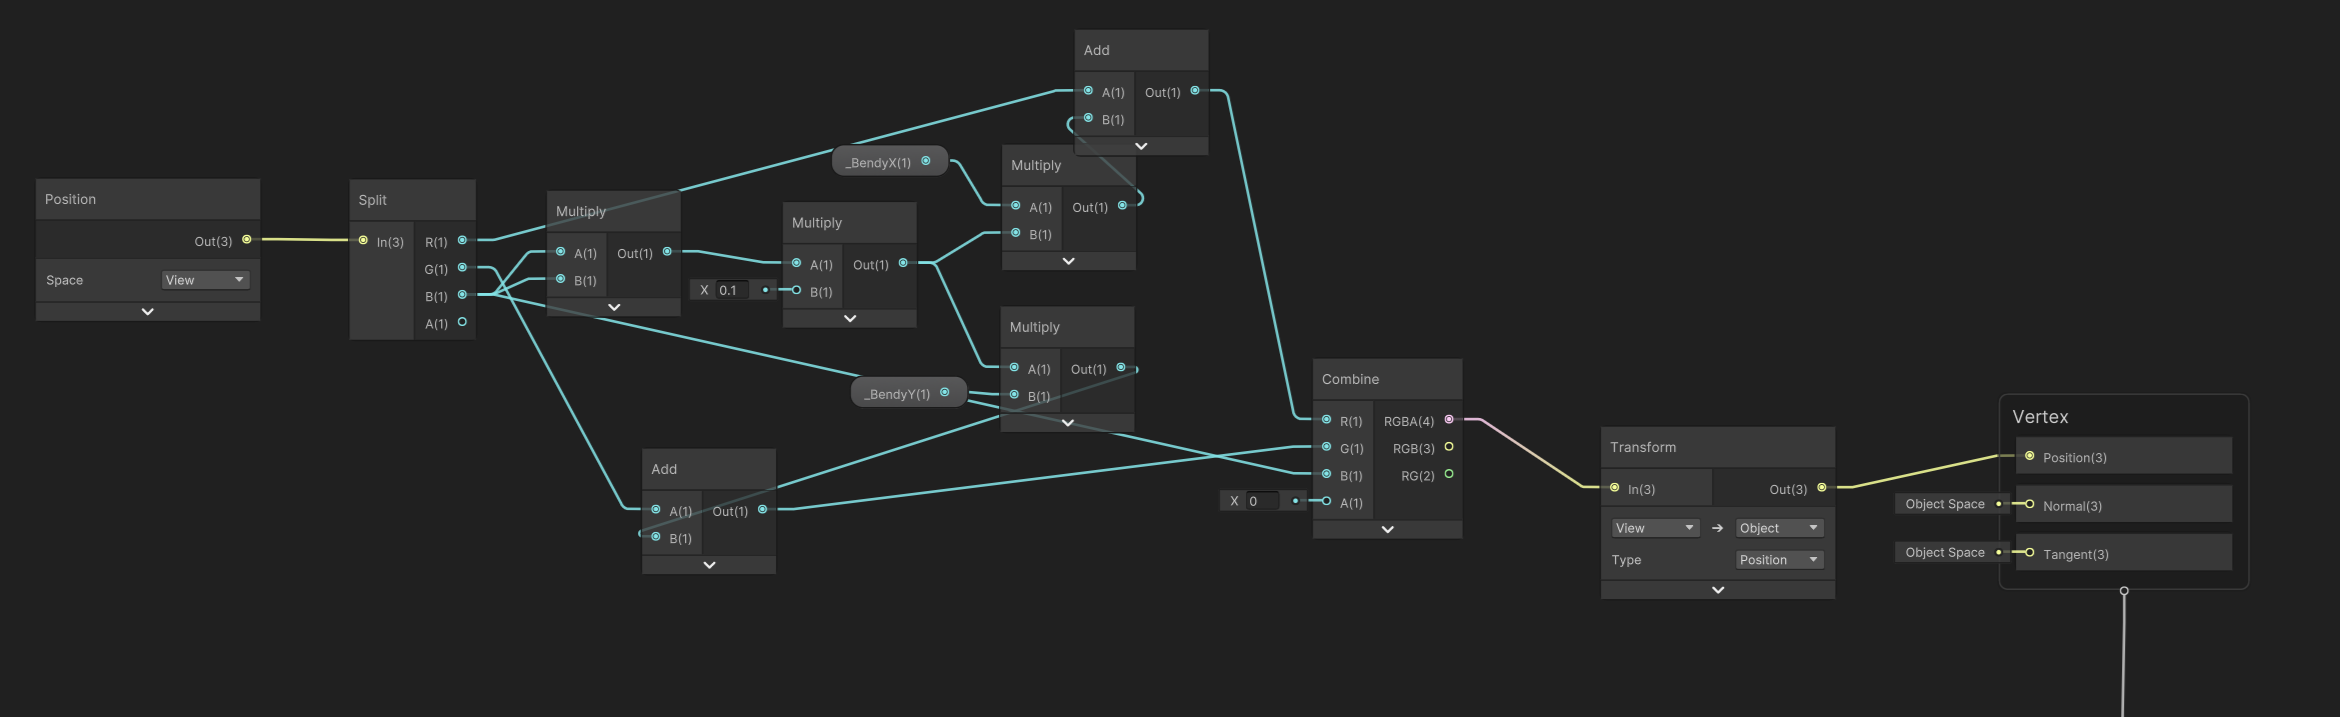 Position
Out(3)
Space View
Split
In(3) R(1)
G(1)
B(1)
A(1)
Multiply
A(1) Out(1)
B(1)
X 0.1
Multiply
A(1) Out(1)
B(1)
_BendyX(1)
Multiply
A(1) Out(1)
B(1)
Add
A(1) Out(1)
B(1)
_BendyY(1)
Multiply
A(1) Out(1)
B(1)
Add
A(1) Out(1)
B(1)
Combine
R(1) RGBA(4)
G(1) RGB(3)
B(1) RG(2)
X 0 A(1)
Transform
In(3) Out(3)
View Object
Type Position
Vertex
Position(3)
Object Space Normal(3)
Object Space Tangent(3)